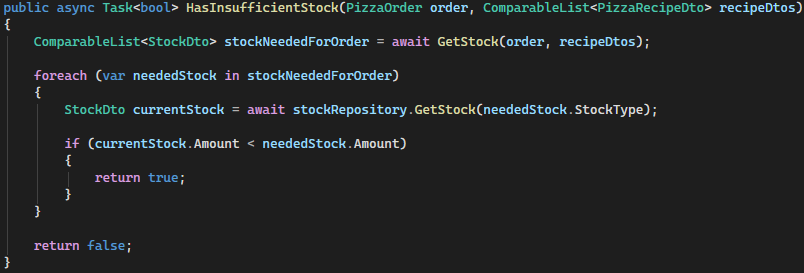 public async Task<bool> HasInsufficientStock(PizzaOrder order, ComparableList<PizzaRecipeDto> recipeDtos)
{
    ComparableList<StockDto> stockNeededForOrder = await GetStock(order, recipeDtos);

    foreach (var neededStock in stockNeededForOrder)
    {
        StockDto currentStock = await stockRepository.GetStock(neededStock.StockType);

        if (currentStock.Amount < neededStock.Amount)
        {
            return true;
        }
    }

    return false;
}